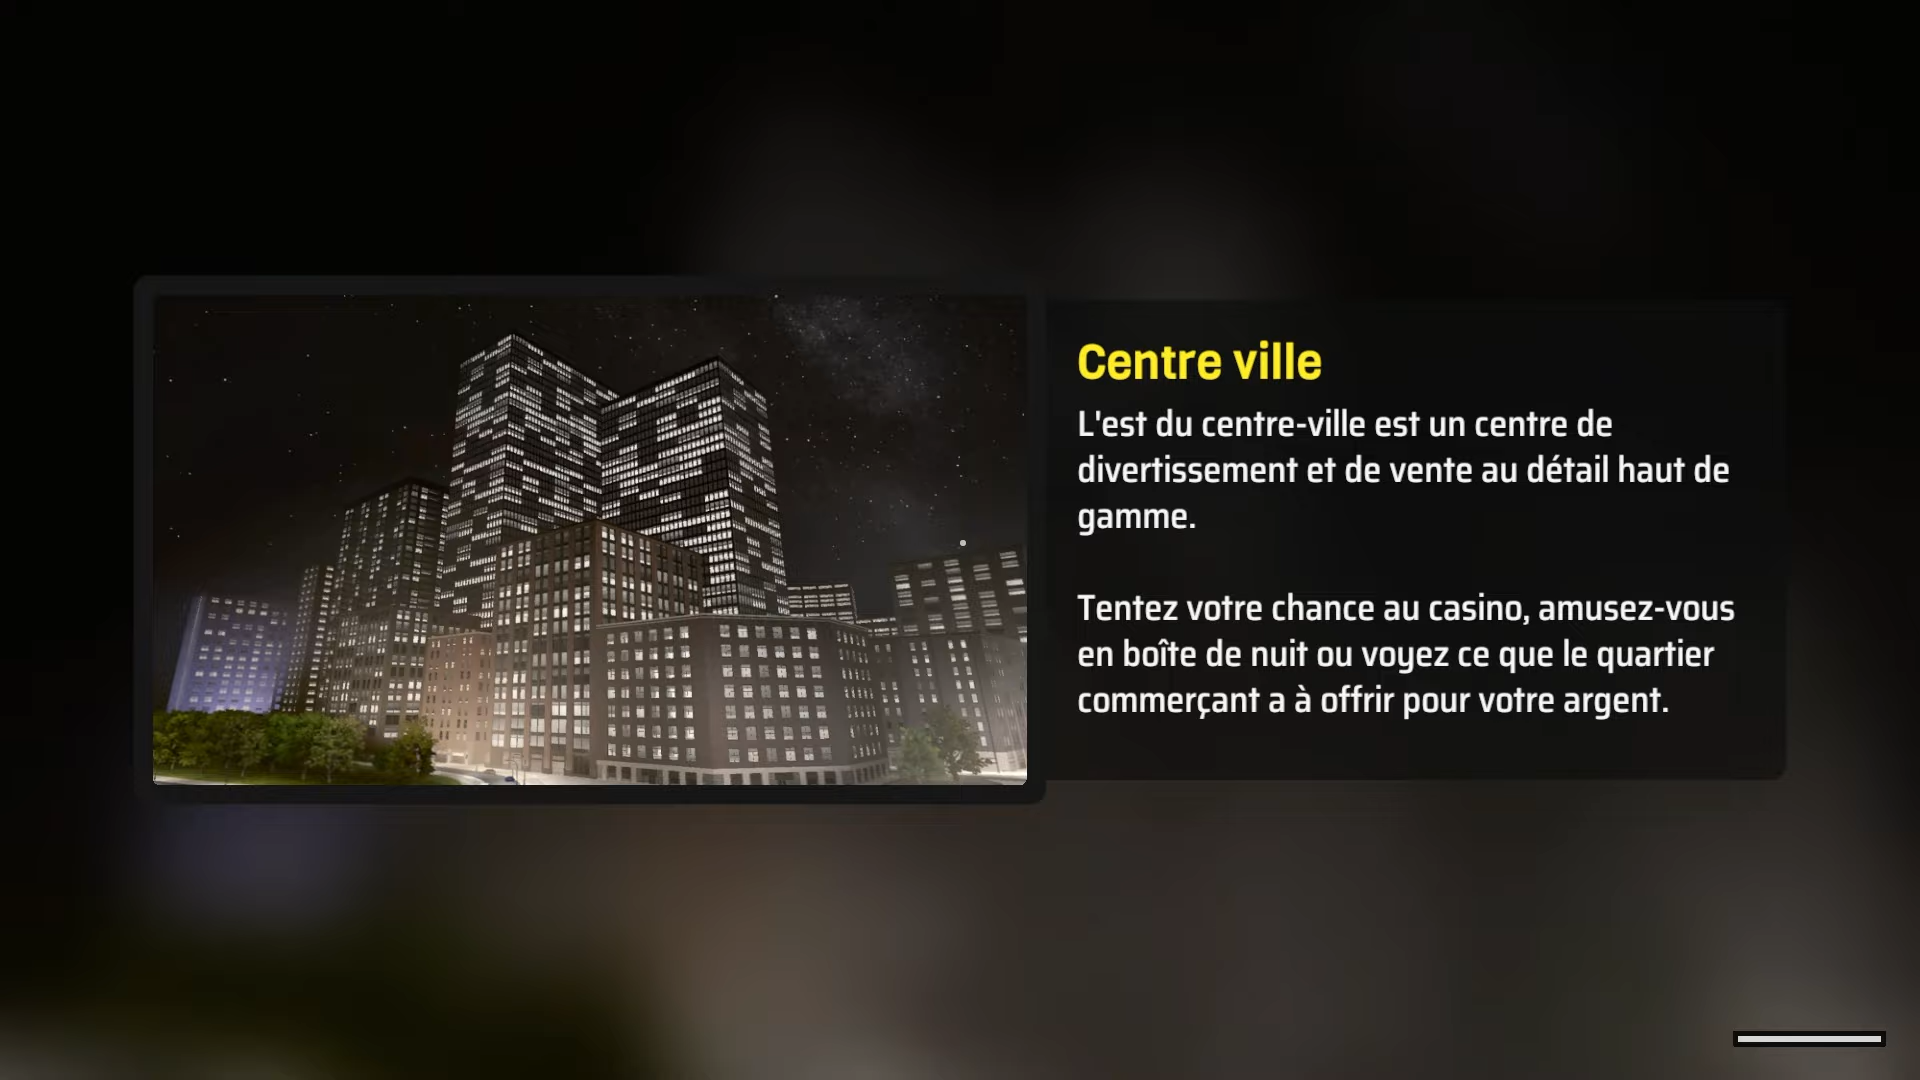 Centre ville
L'est du centre-ville est un centre de
divertissement et de vente au détail haut de
gamme.
Tentez votre chance au casino, amusez-vous
en boîte de nuit ou voyez ce que le quartier
commerçant a à offrir pour votre argent.